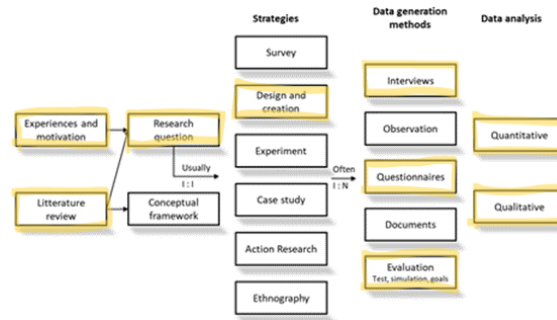 Strategies
Data generation
methods
Data analysis
Survey
Design and
creation
Experiment
Case study
Action Research
Ethnography
Experiences and
motivation
Research
question
Litterature
review
Conceptual
framework
Usually
1 : 1
Often
1 : N
Interviews
Observation
Questionnaires
Documents
Evaluation
Test, simulation, goals
Quantitative
Qualitative